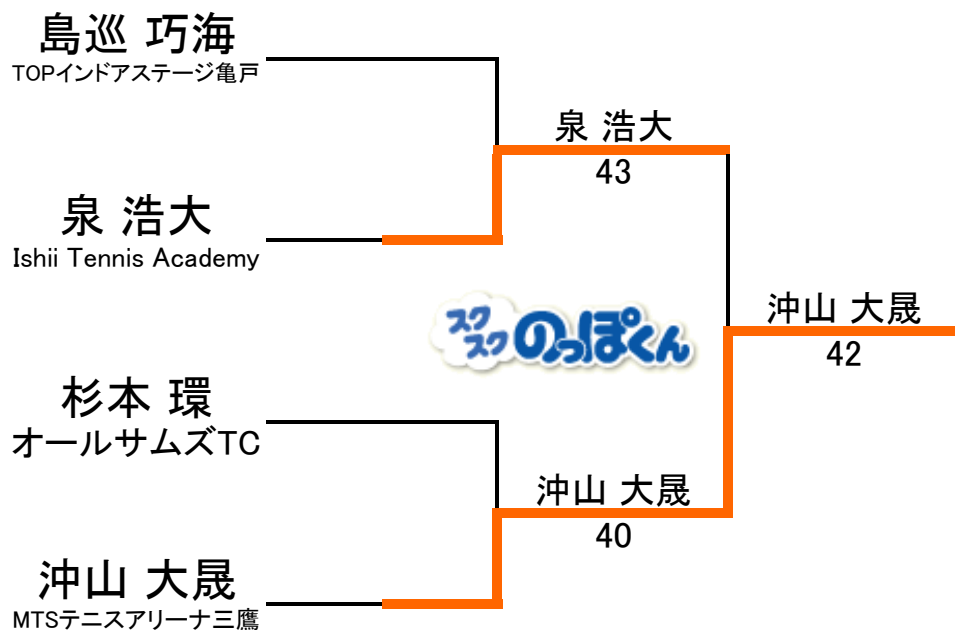 島巡 巧海
TOPインドアステージ亀戸
泉 浩大
43
泉 浩大
Ishii Tennis Academy
スク
スク
のっぽくん
沖山 大晟
42
杉本 環
オールサムズTC
沖山 大晟
40
沖山 大晟
MTSテニスアリーナ三鷹